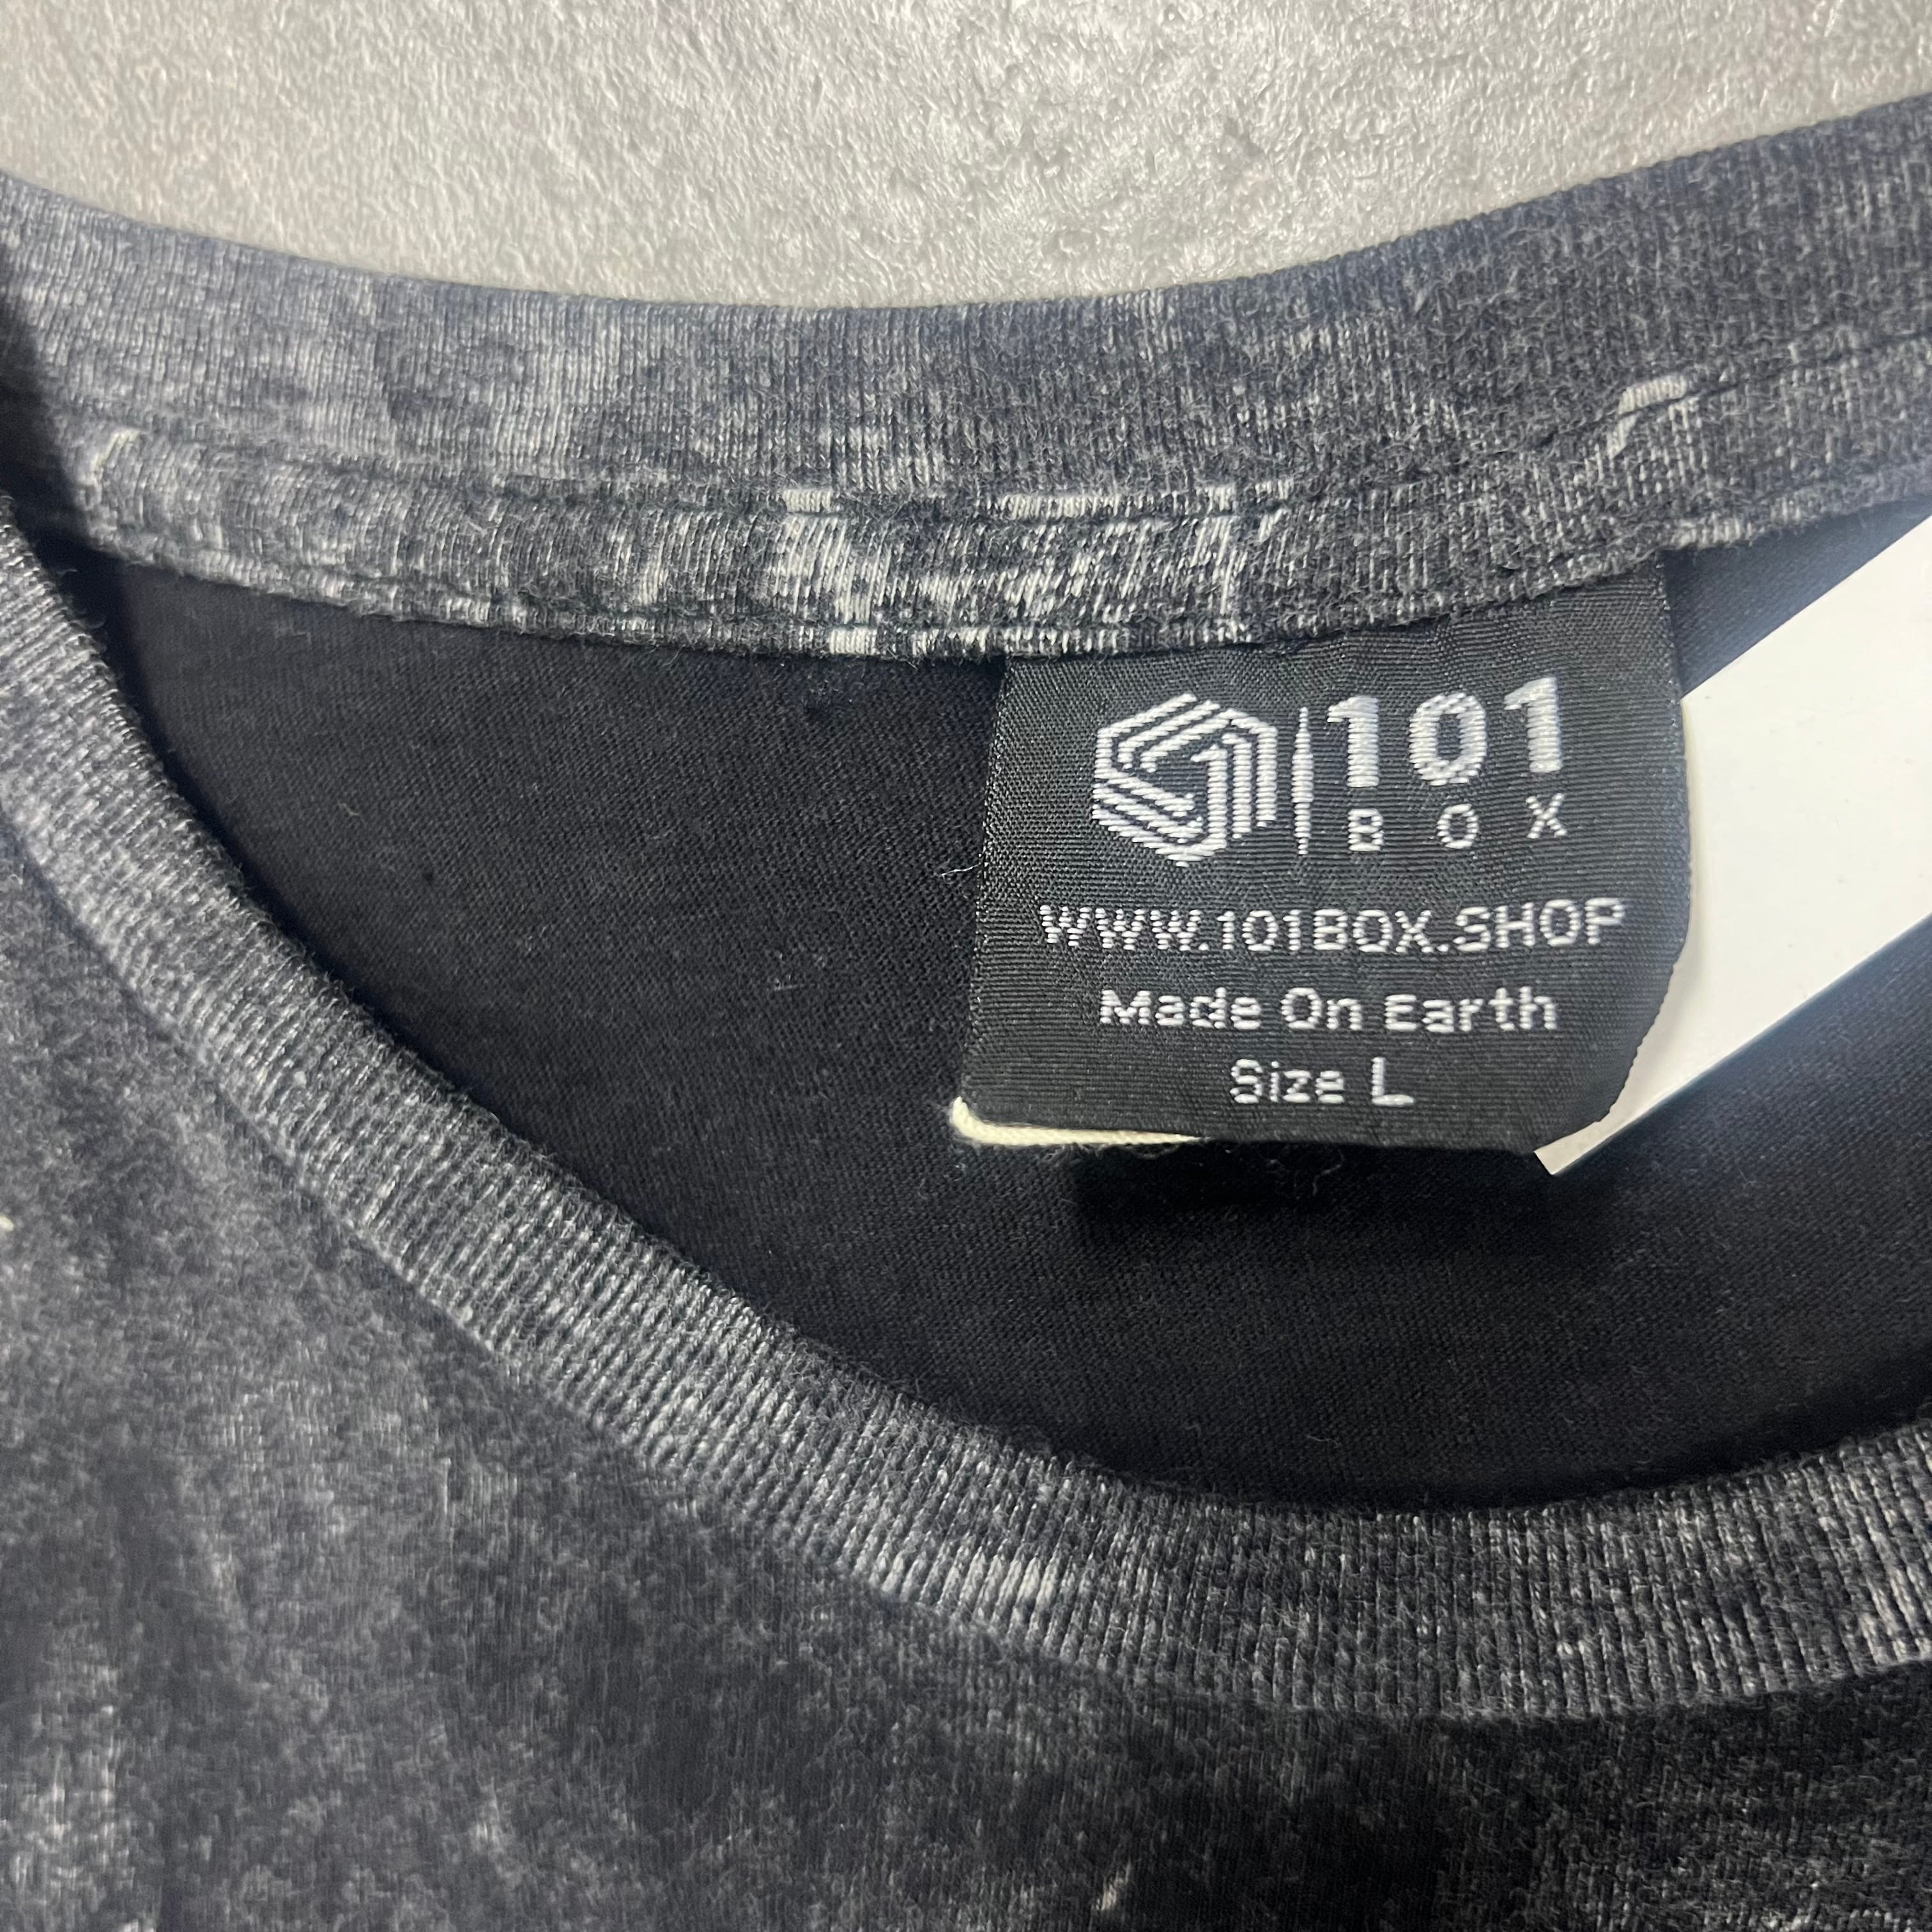 101
BOX
WWW.101BOX.SHOP
Made On Earth
Size L